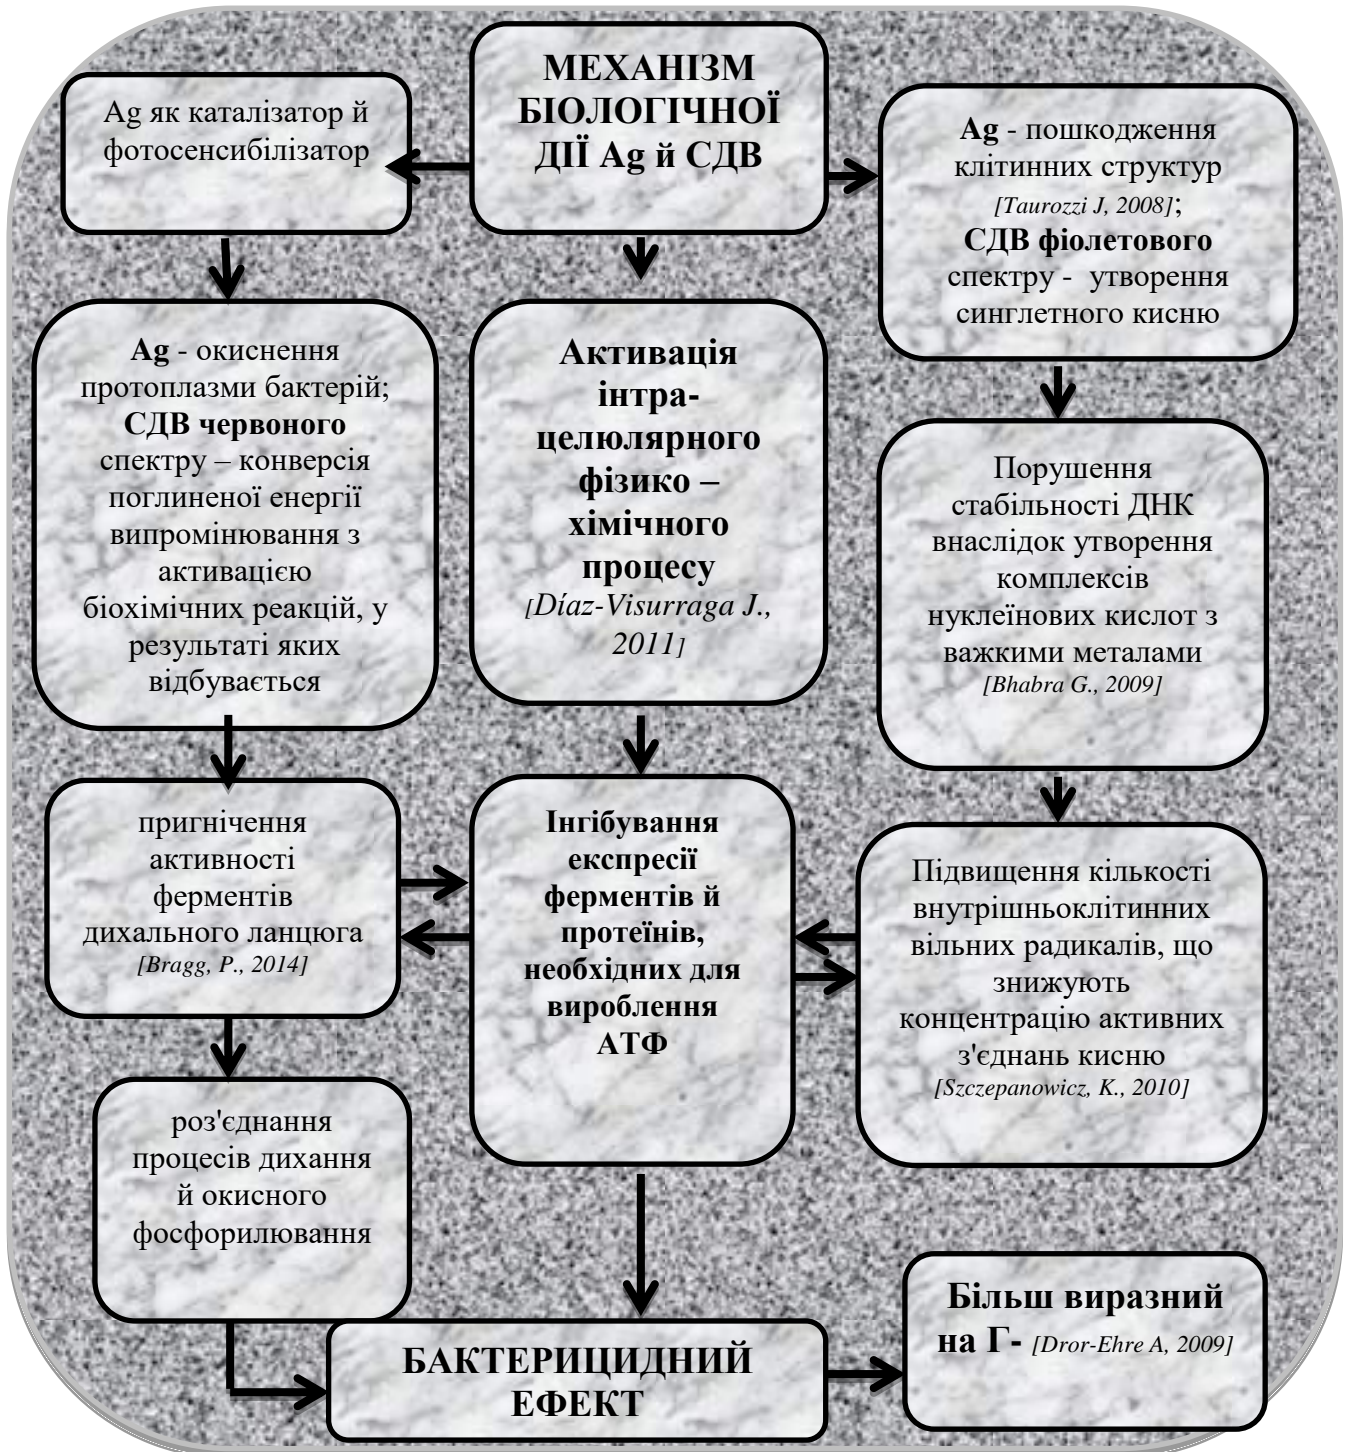 МЕХАНІЗМ
БІОЛОГІЧНОЇ
ДІЇ Ag й СДВ
Ag як каталізатор й
фотосенсибілізатор
Ag - пошкодження
клітинних структур
[Taurozzi J, 2008];
СДВ фіолетового
спектру - утворення
синглетного кисню
Ag - окиснення
протоплазми бактерій;
СДВ червоного
спектру – конверсія
поглиненої енергії
випромінювання з
активацією
біохімічних реакцій, у
результаті яких
відбувається
Активація
інтра-
целюлярного
фізико –
хімічного
процесу
[Díaz-Visurraga J.,
2011]
Порушення
стабільності ДНК
внаслідок утворення
комплексів
нуклеїнових кислот з
важкими металами
[Bhabra G., 2009]
пригнічення
активності
ферментів
дихального ланцюга
[Bragg, P., 2014]
Інгібування
експресії
ферментів й
протеїнів,
необхідних для
вироблення
АТФ
Підвищення кількості
внутрішньоклітинних
вільних радикалів, що
знижують
концентрацію активних
з'єднань кисню
[Szczepanowicz, K., 2010]
роз'єднання
процесів дихання
й окисного
фосфорилювання
БАКТЕРИЦИДНИЙ
ЕФЕКТ
Більш виразний
на Г- [Dror-Ehre A, 2009]